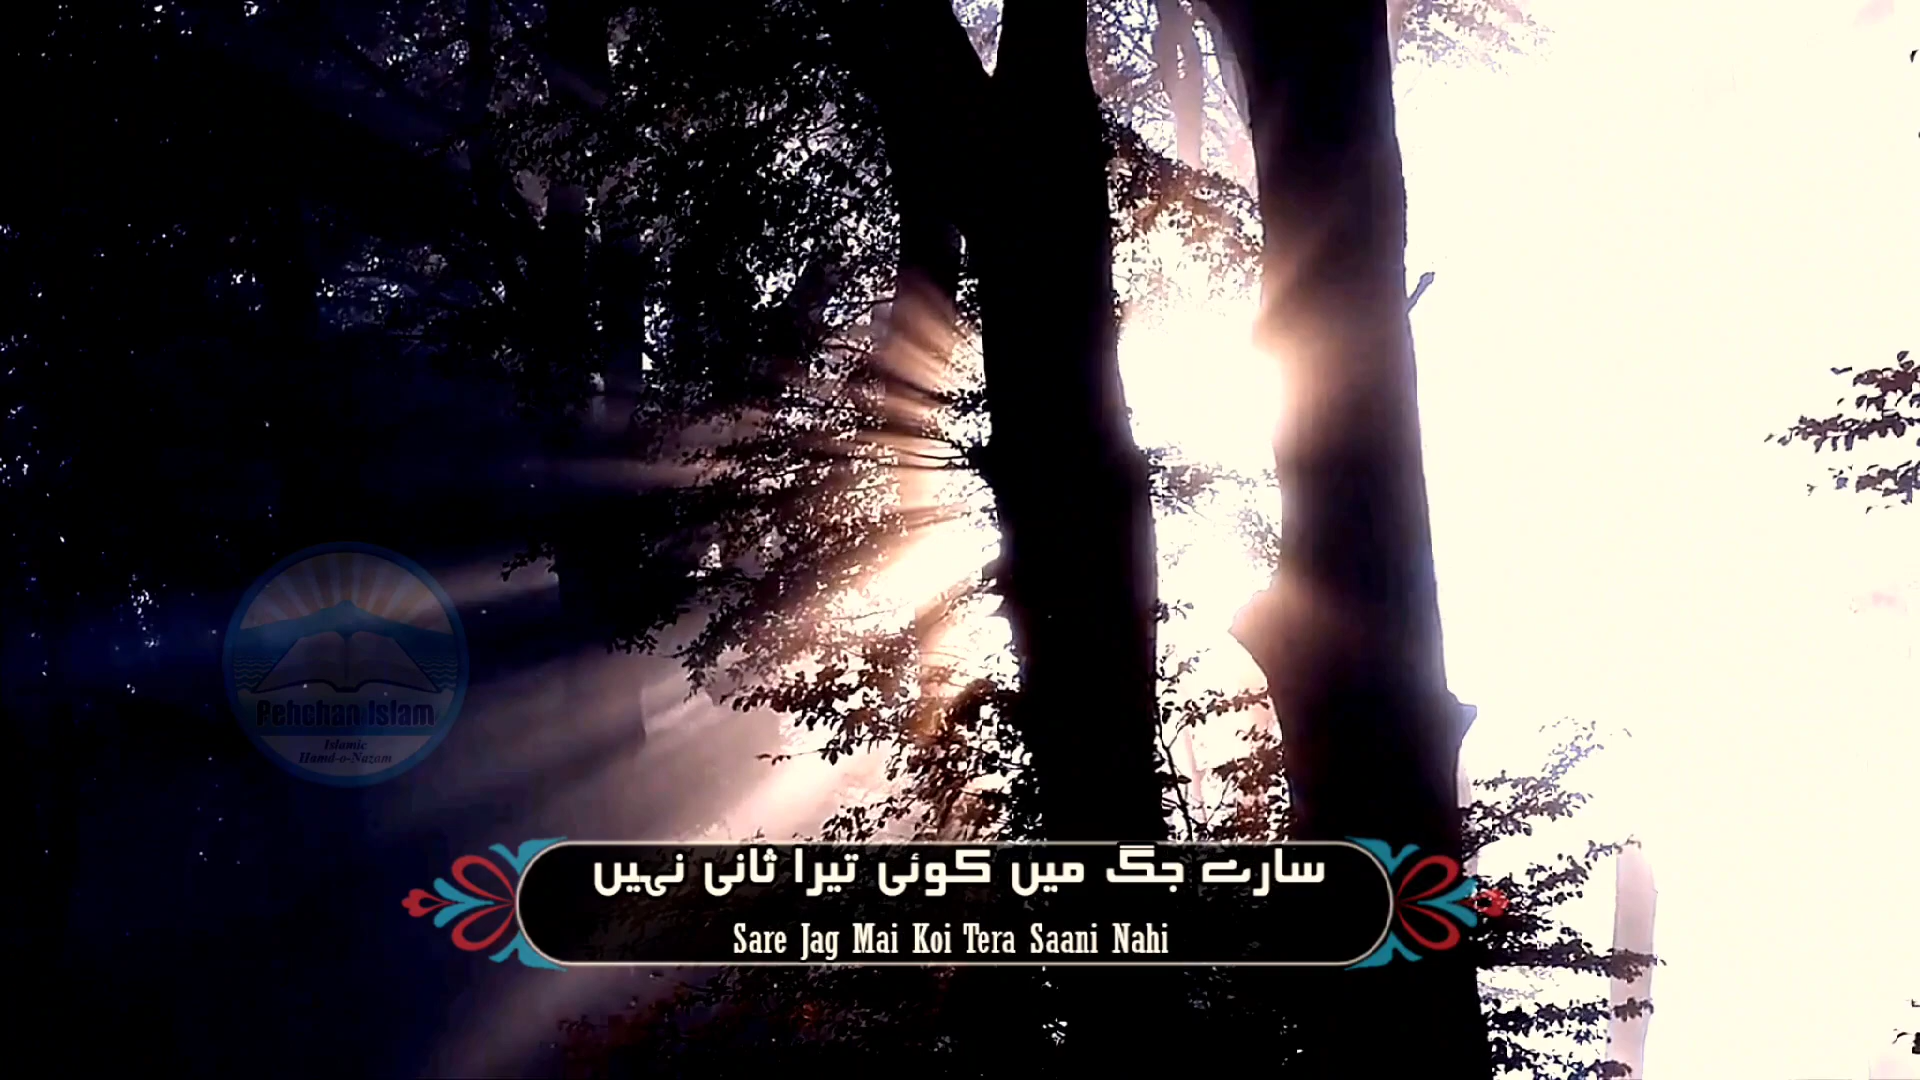 Pehchan Islam
Islamic
Hamd-o-Nazam
سارے جگ میں کوئی تیرا ثانی نہیں
Sare Jag Mai Koi Tera Saani Nahi